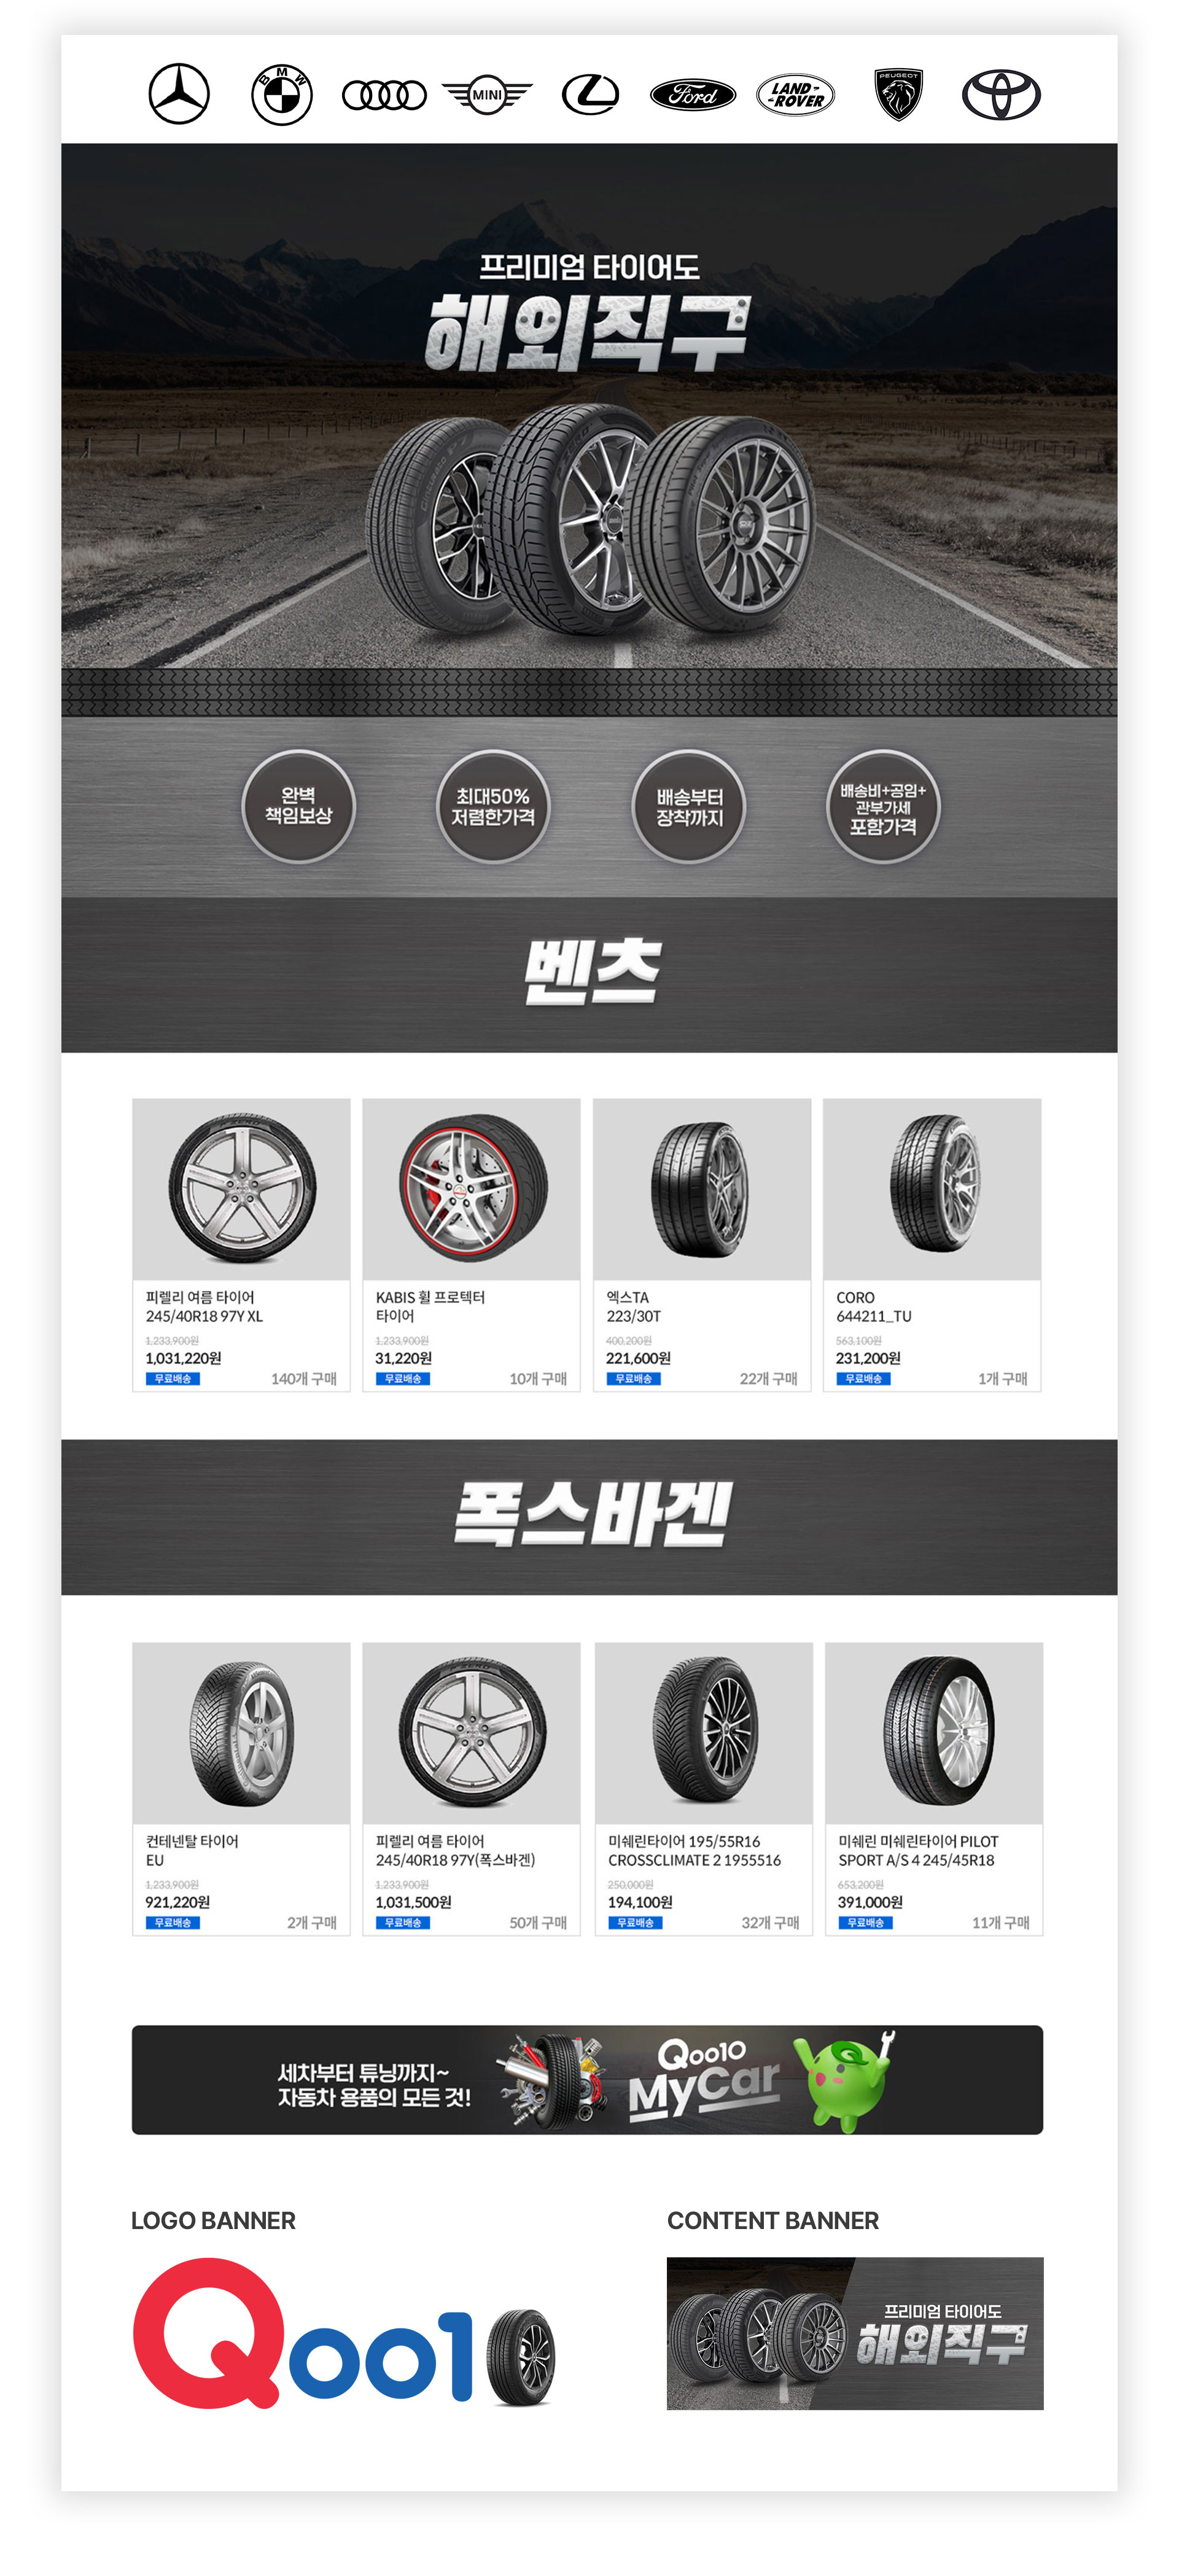 BMW
MINI
Ford
LAND-
-ROVER
PEUGEOT
프리미엄 타이어도
해외직구
완벽
책임보상
최대50%
저렴한가격
배송부터
장착까지
배송비+공임+
관부가세
포함가격
벤츠
피렐리 여름 타이어
245/40R18 97Y XL
1,233,900원
1,031,220원
무료배송
140개 구매
KABIS 휠 프로텍터
타이어
1,233,900원
31,220원
무료배송
10개 구매
엑스TA
223/30T
400,200원
221,600원
무료배송
22개 구매
CORO
644211_TU
563,100원
231,200원
무료배송
1개 구매
폭스바겐
컨테넨탈 타이어
EU
1,233,900원
921,220원
무료배송
2개 구매
피렐리 여름 타이어
245/40R18 97Y(폭스바겐)
1,233,900원
1,031,500원
무료배송
50개 구매
미쉐린타이어 195/55R16
CROSSCLIMATE 2 1955516
250,000원
194,100원
무료배송
32개 구매
미쉐린 미쉐린타이어 PILOT
SPORT A/S 4 245/45R18
653,200원
391,000원
무료배송
11개 구매
세차부터 튜닝까지~
자동차 용품의 모든 것!
Qoo10
MyCar
LOGO BANNER
CONTENT BANNER
Qoo1
프리미엄 타이어도
해외직구